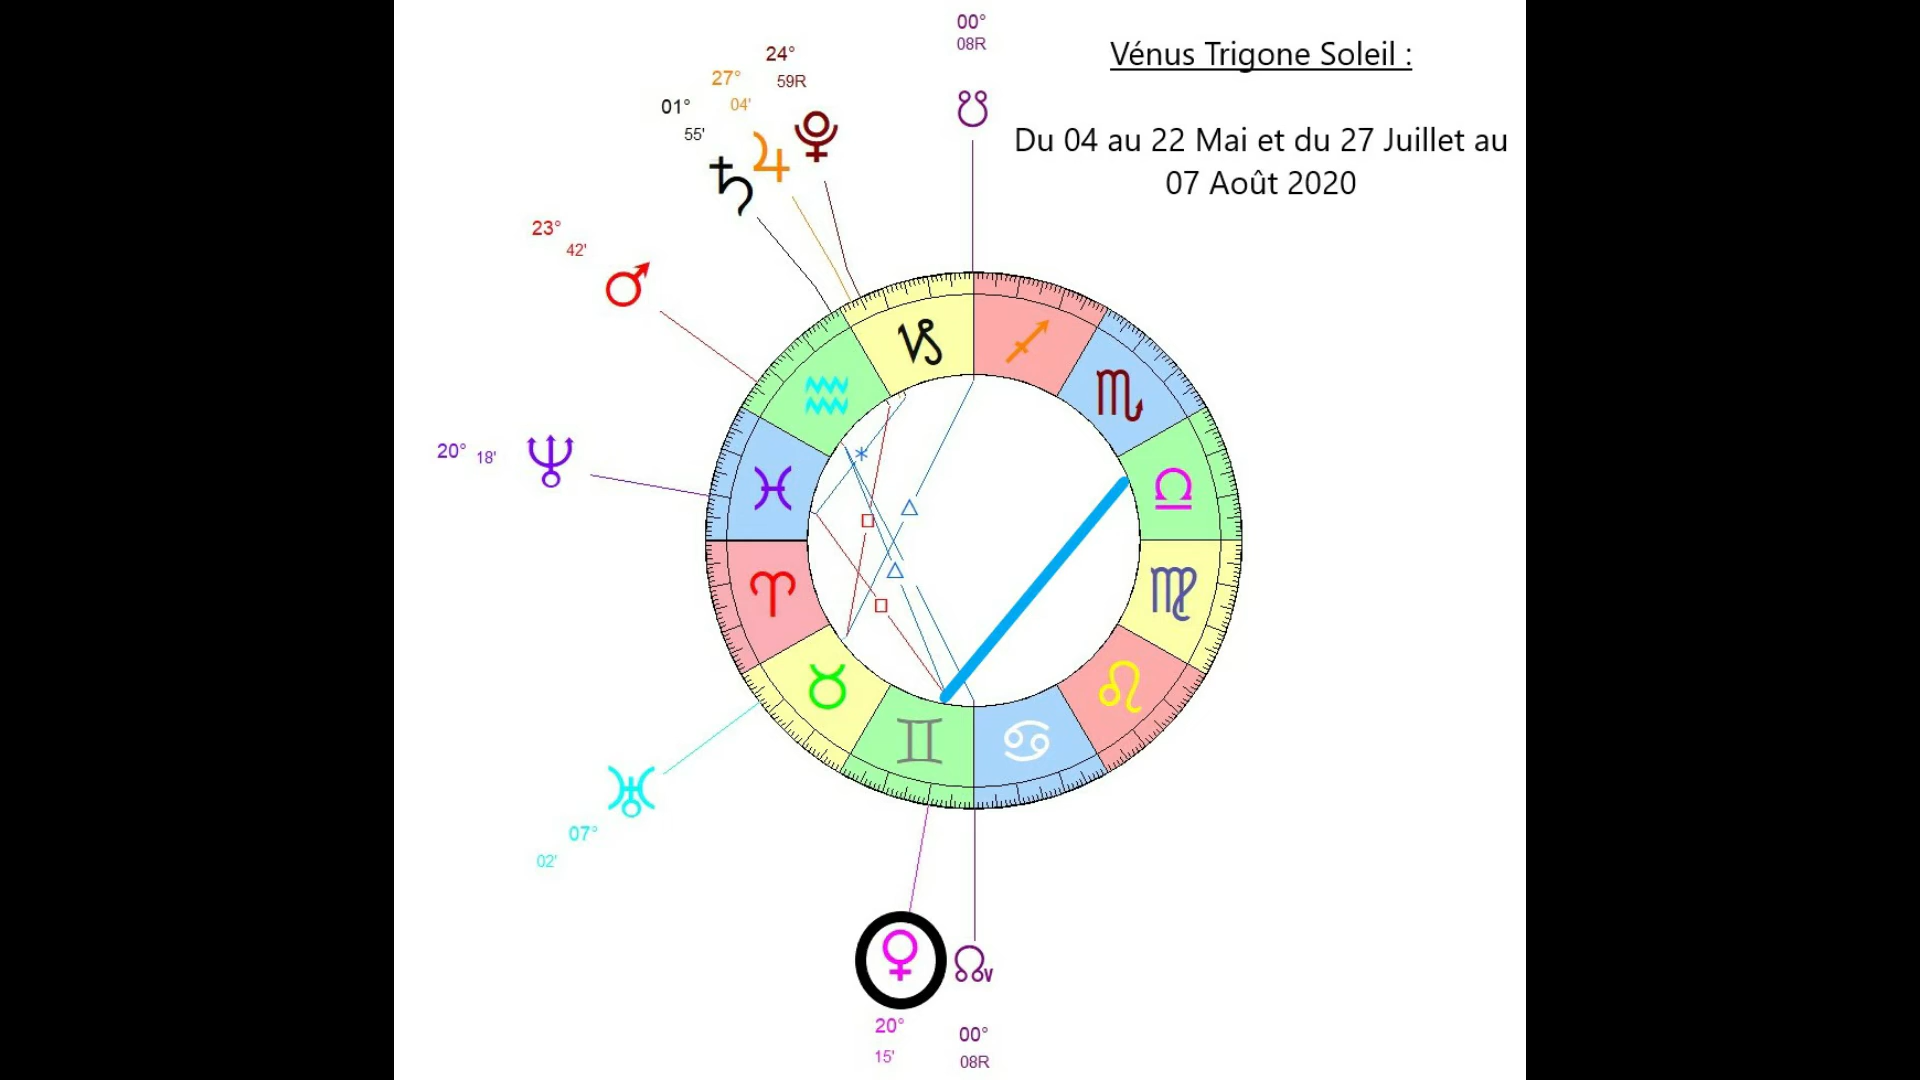 00°
08R
Vénus Trigone Soleil :
Du 04 au 22 Mai et du 27 Juillet au
07 Août 2020
24°
59R
27°
04'
01°
55'
23°
42'
20° 18'
07°
02'
20°
15'
00°
08R